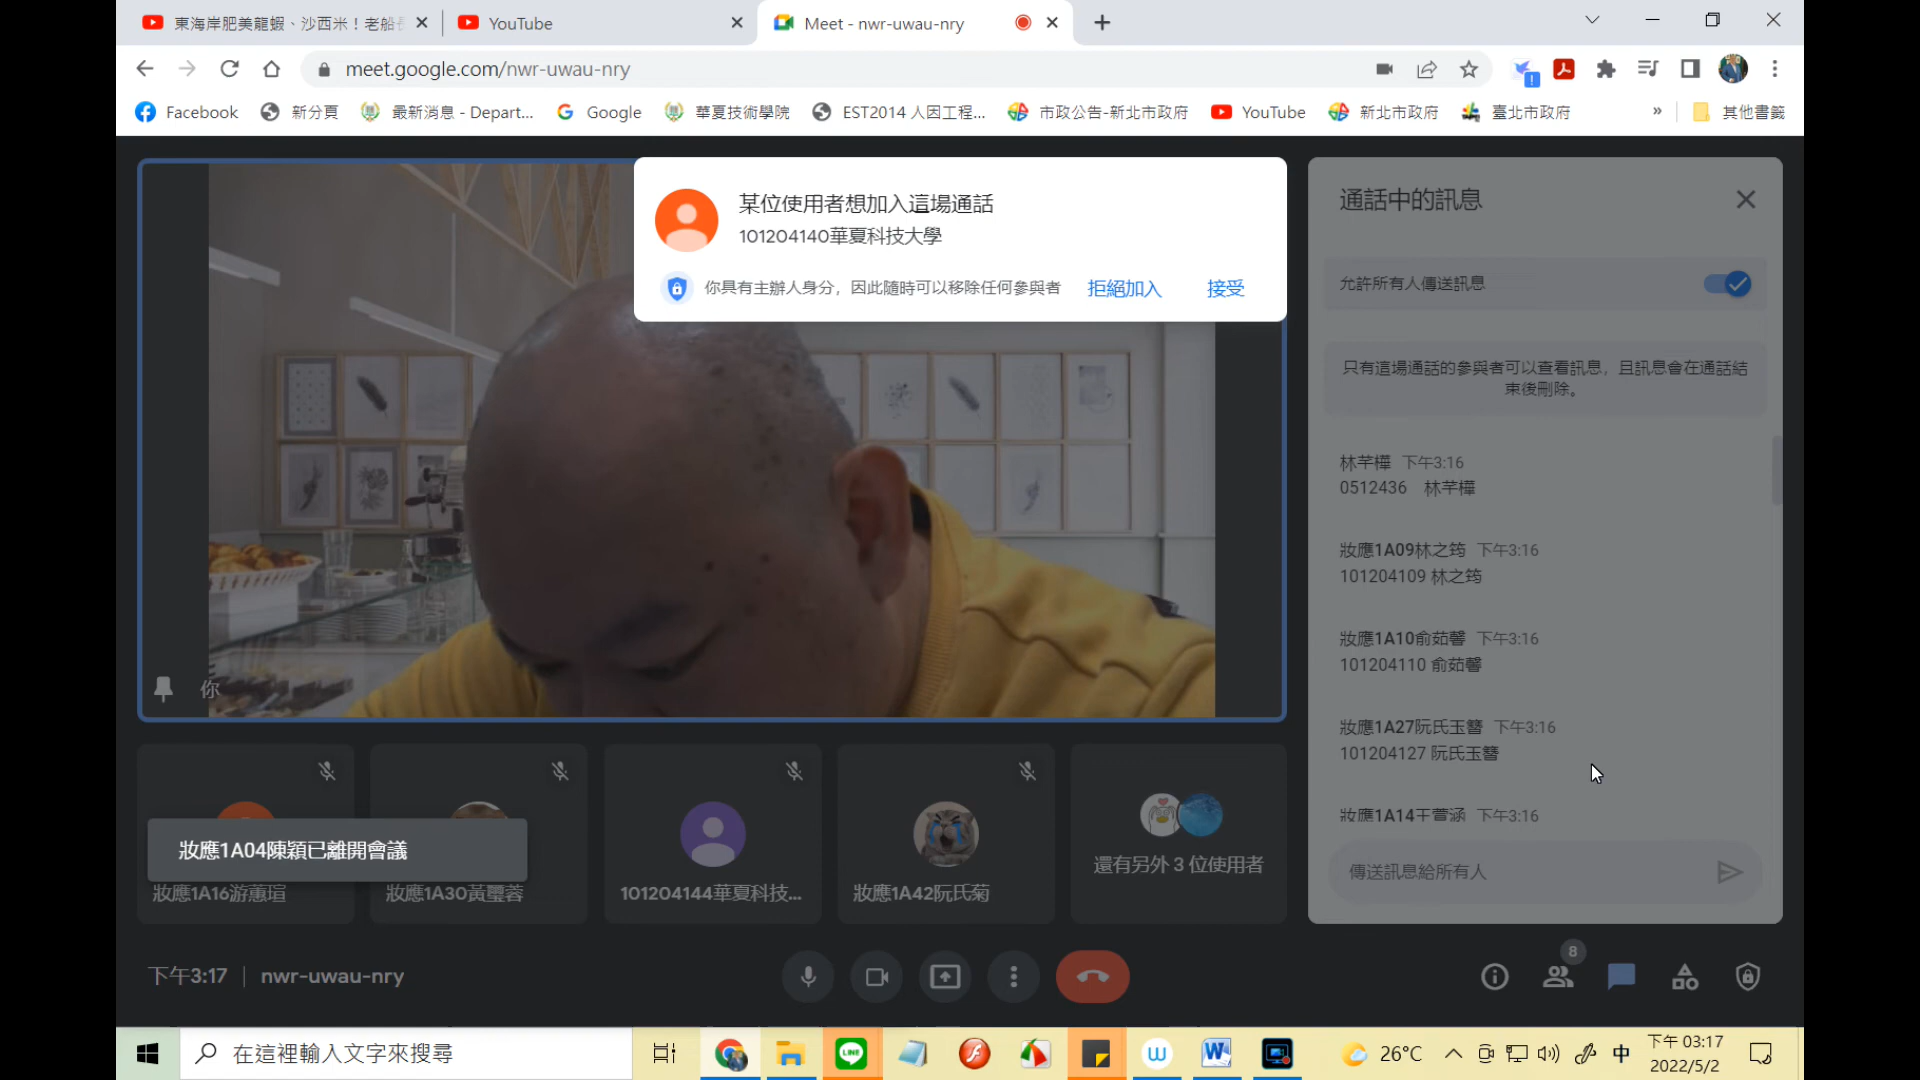 東海岸肥美龍蝦、沙西米！老船長
YouTube
Meet - nwr-uwau-nry
meet.google.com/nwr-uwau-nry
Facebook
新分頁
最新消息 - Depart...
Google
華夏技術學院
EST2014 人因工程...
市政公告-新北市政府
YouTube
新北市政府
臺北市政府
»
其他書籤
某位使用者想加入這場通話
101204140華夏科技大學
你具有主辦人身分，因此隨時可以移除任何參與者
拒絕加入
接受
你
通話中的訊息
允許所有人傳送訊息
只有這場通話的參與者可以查看訊息，且訊息會在通話結
束後刪除。
林芊樺 下午3:16
0512436 林芊樺
妝應1A09林之筠 下午3:16
101204109 林之筠
妝應1A10俞茹馨 下午3:16
101204110 俞茹馨
妝應1A27阮氏玉簪 下午3:16
101204127 阮氏玉簪
妝應1A14王萱涵 下午3:16
傳送訊息給所有人
妝應1A04陳穎已離開會議
妝應1A16游蕙瑄
妝應1A30黃璽蓉
101204144華夏科技...
妝應1A42阮氏菊
還有另外 3 位使用者
下午3:17
nwr-uwau-nry
8
在這裡輸入文字來搜尋
LINE
26°C
中
下午 03:17
2022/5/2